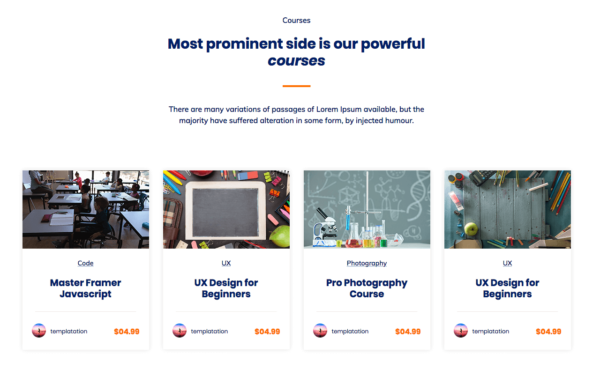 Courses
Most prominent side is our powerful
courses
There are many variations of passages of Lorem Ipsum available, but the
majority have suffered alteration in some form, by injected humour.
Code
Master Framer
Javascript
templatation
$04.99
UX
UX Design for
Beginners
templatation
$04.99
Photography
Pro Photography
Course
templatation
$04.99
UX
UX Design for
Beginners
templatation
$04.99